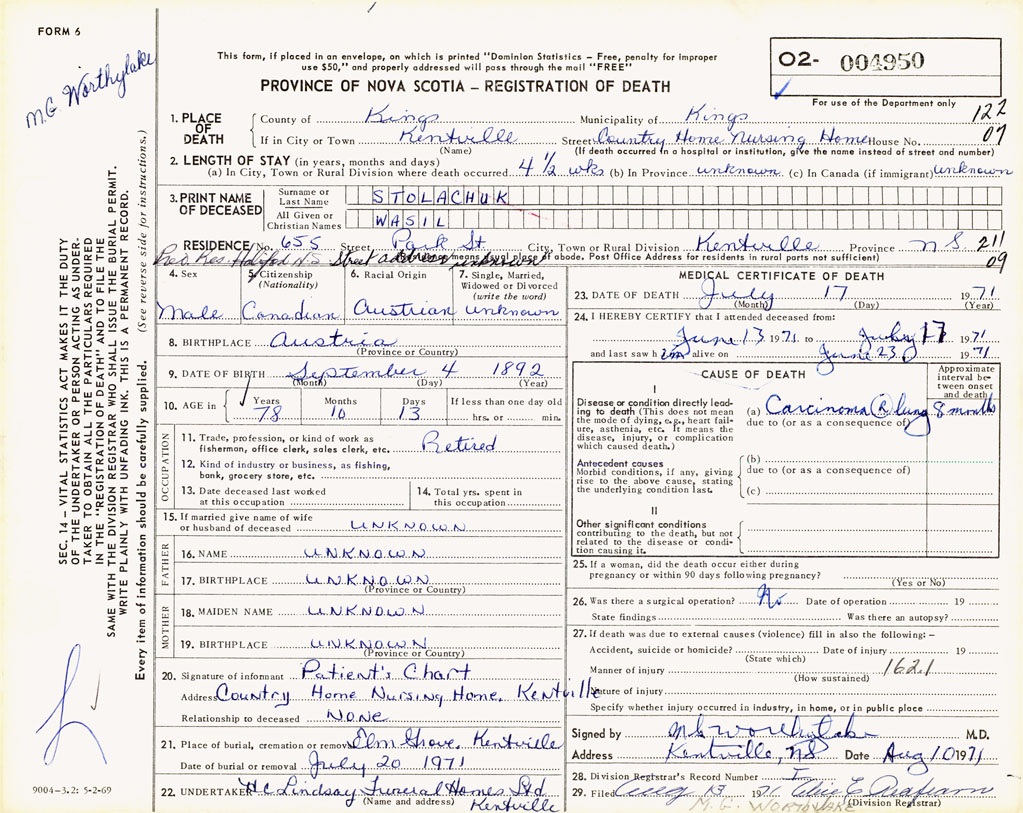 FORM 6
M.G. Worthylake
This form, if placed in an envelope, on which is printed "Dominion Statistics – Free, penalty for improper
use $50," and properly addressed will pass through the mail "FREE"
PROVINCE OF NOVA SCOTIA – REGISTRATION OF DEATH
02- 004950
For use of the Department only
122
07
1. PLACE OF DEATH
County of Kings Municipality of Kings
If in City or Town Kentville Street Country Home Nursing Home House No.
(Name) (If death occurred in a hospital or institution, give the name instead of street and number)
2. LENGTH OF STAY (in years, months and days)
(a) In City, Town or Rural Division where death occurred 4 1/2 wks (b) In Province unknown (c) In Canada (if immigrant) unknown
3. PRINT NAME OF DECEASED
Surname or Last Name STOLACHUK
All Given or Christian Names WASIL
RESIDENCE/No. 655 Street Park St City, Town or Rural Division Kentville Province N S 211
09
Prev Res Halifax N.S Street address unknown
means usual place of abode. Post Office Address for residents in rural parts not sufficient)
4. Sex 5. Citizenship (Nationality) 6. Racial Origin 7. Single, Married, Widowed or Divorced (write the word)
Male Canadian Austrian unknown
8. BIRTHPLACE Austria
(Province or Country)
9. DATE OF BIRTH September 4 1892
(Month) (Day) (Year)
10. AGE in Years Months Days If less than one day old
78 10 13 hrs. or min.
OCCUPATION
11. Trade, profession, or kind of work as fisherman, office clerk, sales clerk, etc. Retired
12. Kind of industry or business, as fishing, bank, grocery store, etc.
13. Date deceased last worked at this occupation
14. Total yrs. spent in this occupation
15. If married give name of wife or husband of deceased UNKNOWN
FATHER
16. NAME UNKNOWN
17. BIRTHPLACE UNKNOWN
(Province or Country)
MOTHER
18. MAIDEN NAME UNKNOWN
19. BIRTHPLACE UNKNOWN
(Province or Country)
20. Signature of informant Patient's Chart
Address Country Home Nursing Home, Kentville
Relationship to deceased NONE
21. Place of burial, cremation or removal Elm Grove, Kentville
Date of burial or removal July 20 1971
22. UNDERTAKER H C Lindsay Funeral Homes Ltd
(Name and address) Kentville
MEDICAL CERTIFICATE OF DEATH
23. DATE OF DEATH July 17 1971
(Month) (Day) (Year)
24. I HEREBY CERTIFY that I attended deceased from:
June 13 1971 to July 17 1971
and last saw him alive on June 23 1971
CAUSE OF DEATH
Approximate interval between onset and death
I
Disease or condition directly leading to death (This does not mean the mode of dying, e.g., heart failure, asthenia, etc. It means the disease, injury, or complication which caused death.)
(a) Carcinoma (R) lung 8 months
due to (or as a consequence of)
Antecedent causes
Morbid conditions, if any, giving rise to the above cause, stating the underlying condition last.
(b)
due to (or as a consequence of)
(c)
II
Other significant conditions
contributing to the death, but not related to the disease or condition causing it.
25. If a woman, did the death occur either during
pregnancy or within 90 days following pregnancy?
(Yes or No)
26. Was there a surgical operation? No Date of operation 19
State findings Was there an autopsy?
27. If death was due to external causes (violence) fill in also the following: –
Accident, suicide or homicide? Date of injury 19
(State which)
Manner of injury 162.1
(How sustained)
Nature of injury
Specify whether injury occurred in industry, in home, or in public place
Signed by M G Worthylake M.D.
Address Kentville, NS Date Aug 10 1971
28. Division Registrar's Record Number
29. Filed Aug 13 1971
(Division Registrar)
M. G. WORTHYLAKE
SEC. 14 – VITAL STATISTICS ACT MAKES IT THE DUTY
OF THE UNDERTAKER OR PERSON ACTING AS UNDER-
TAKER TO OBTAIN ALL THE PARTICULARS REQUIRED
IN THE "REGISTRATION OF DEATH" AND TO FILE THE
SAME WITH THE DIVISION REGISTRAR WHO SHALL ISSUE THE BURIAL PERMIT.
WRITE PLAINLY WITH UNFADING INK. THIS IS A PERMANENT RECORD.
Every item of information should be carefully supplied. (See reverse side for instructions.)
9004-3.2: 5-2-69